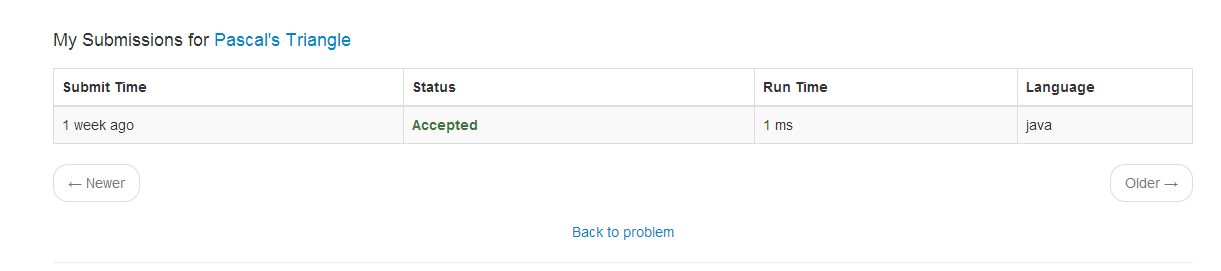 My Submissions for Pascal's Triangle
Submit Time Status Run Time Language
1 week ago Accepted 1 ms java
← Newer Older →
Back to problem